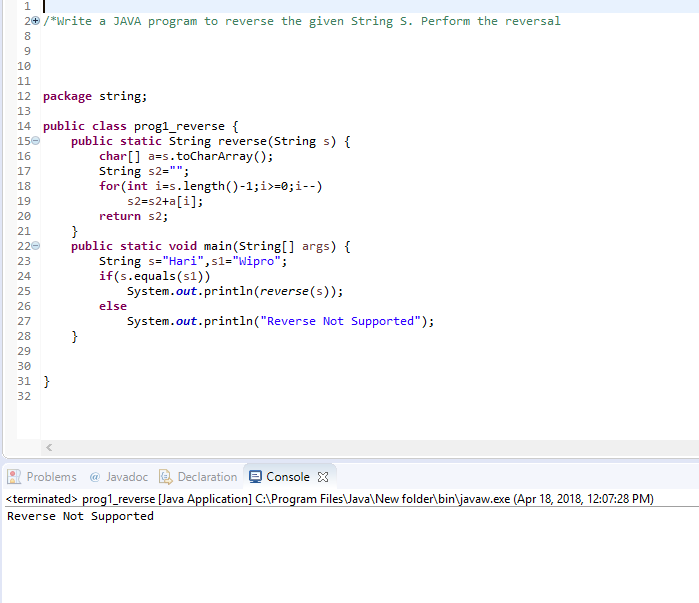 1
2 /*Write a JAVA program to reverse the given String S. Perform the reversal
8
9
10
11
12 package string;
13
14 public class prog1_reverse {
15     public static String reverse(String s) {
16         char[] a=s.toCharArray();
17         String s2="";
18         for(int i=s.length()-1;i>=0;i--)
19             s2=s2+a[i];
20         return s2;
21     }
22     public static void main(String[] args) {
23         String s="Hari",s1="Wipro";
24         if(s.equals(s1))
25             System.out.println(reverse(s));
26         else
27             System.out.println("Reverse Not Supported");
28     }
29
30
31 }
32
Problems @ Javadoc Declaration Console
<terminated> prog1_reverse [Java Application] C:\Program Files\Java\New folder\bin\javaw.exe (Apr 18, 2018, 12:07:28 PM)
Reverse Not Supported